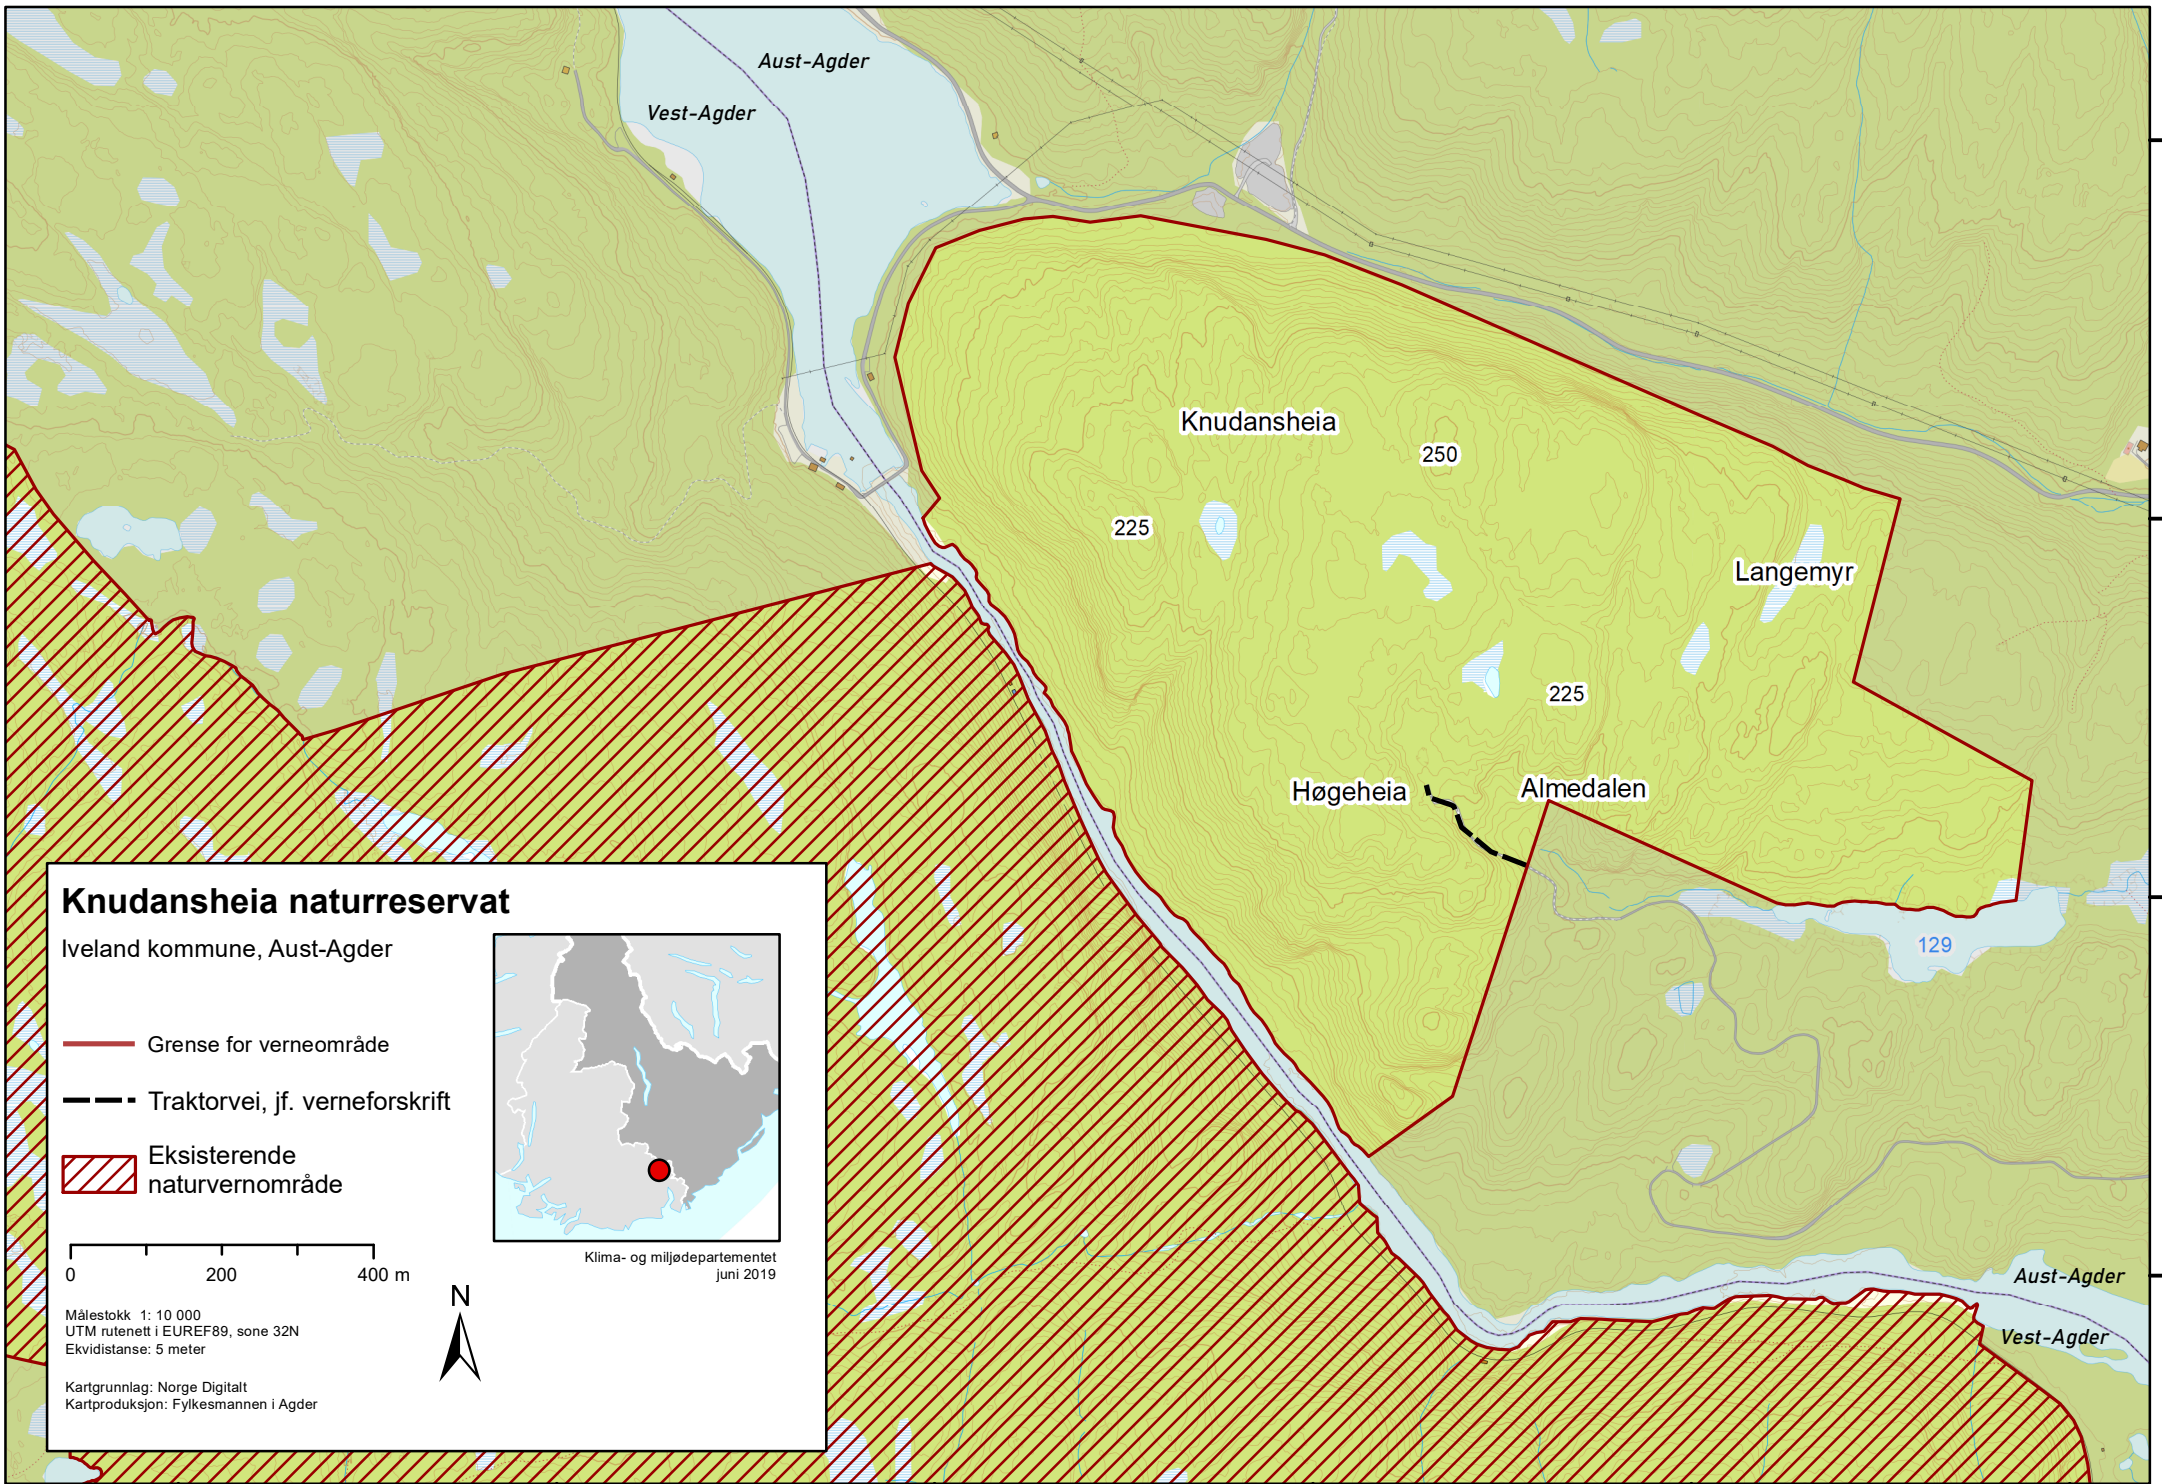 Aust-Agder
Vest-Agder
Knudansheia
250
225
Langemyr
225
Høgeheia
Almedalen
129
Aust-Agder
Vest-Agder
Knudansheia naturreservat
Iveland kommune, Aust-Agder
Grense for verneområde
Traktorvei, jf. verneforskrift
Eksisterende
naturvernområde
0 200 400 m
Klima- og miljødepartementet
juni 2019
N
Målestokk 1: 10 000
UTM rutenett i EUREF89, sone 32N
Ekvidistanse: 5 meter
Kartgrunnlag: Norge Digitalt
Kartproduksjon: Fylkesmannen i Agder